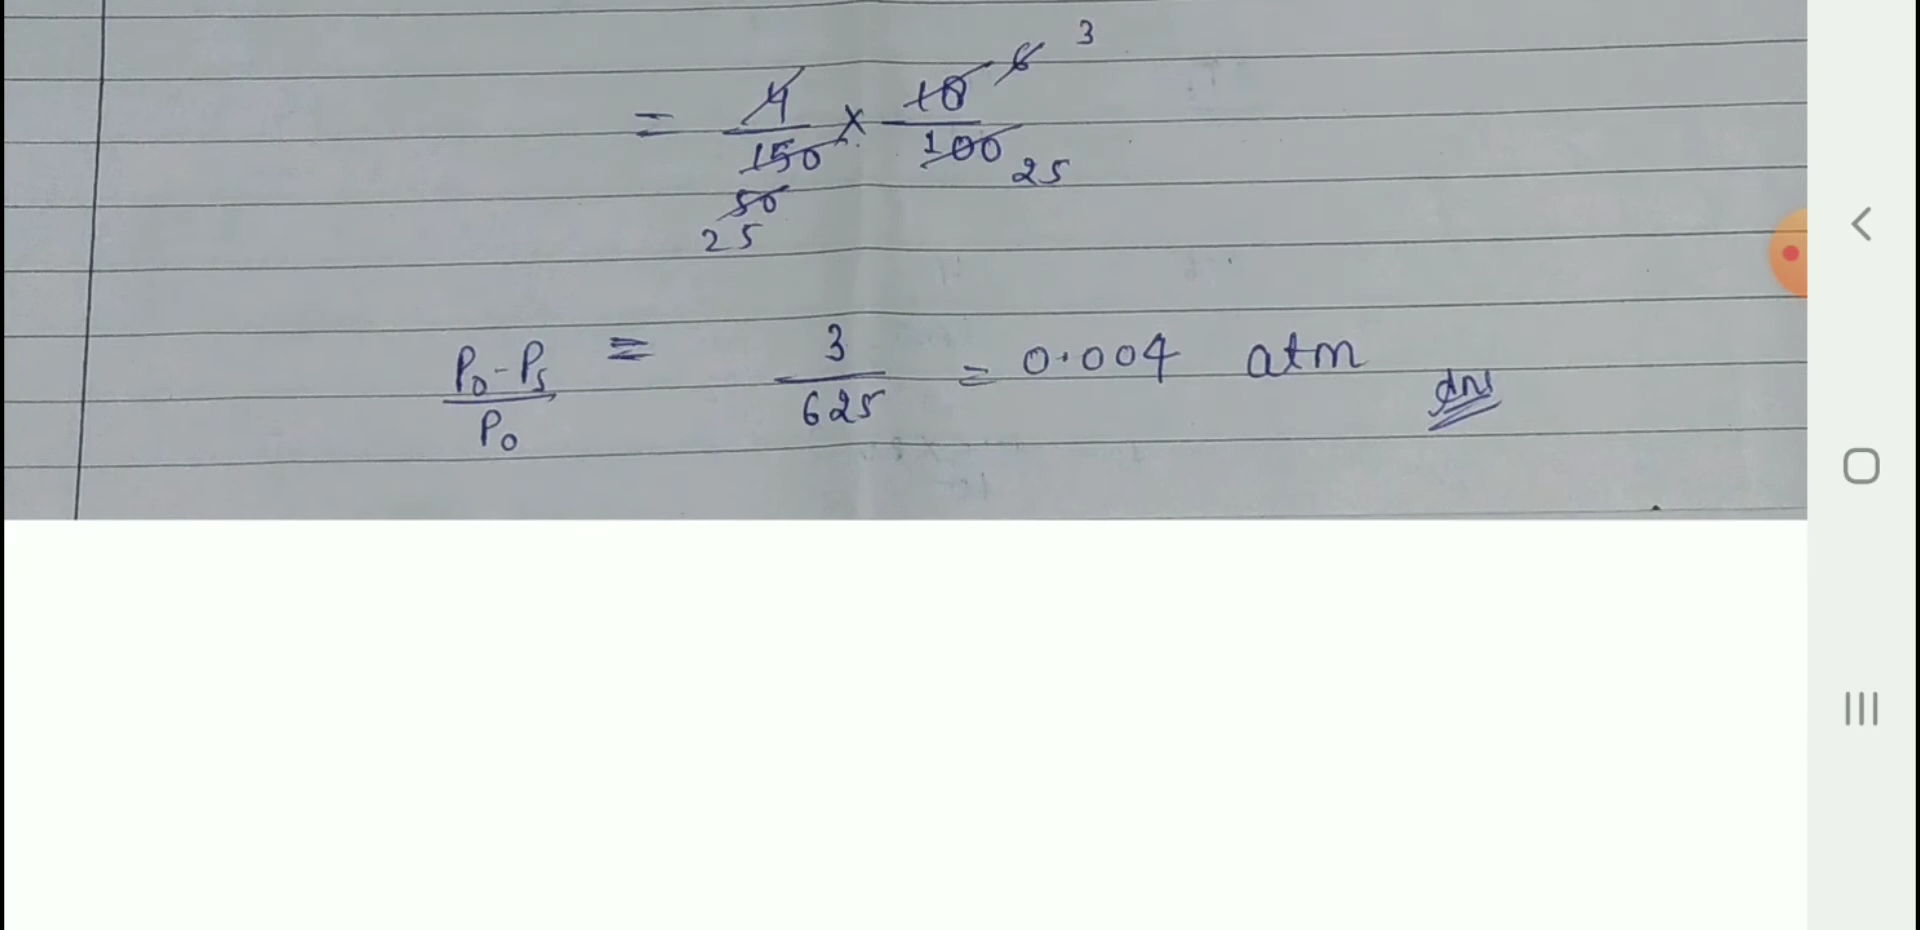 = 4/150 × 18/100 6 3
50 25
25
P₀-Pₛ/P₀ = 3/625 = 0.004 atm Ans